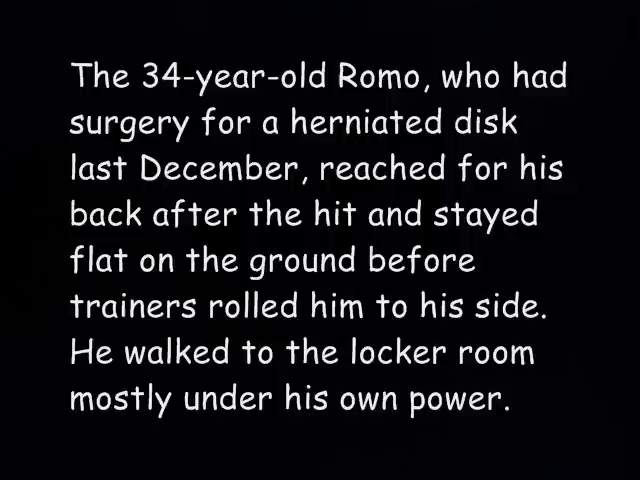 The 34-year-old Romo, who had
surgery for a herniated disk
last December, reached for his
back after the hit and stayed
flat on the ground before
trainers rolled him to his side.
He walked to the locker room
mostly under his own power.